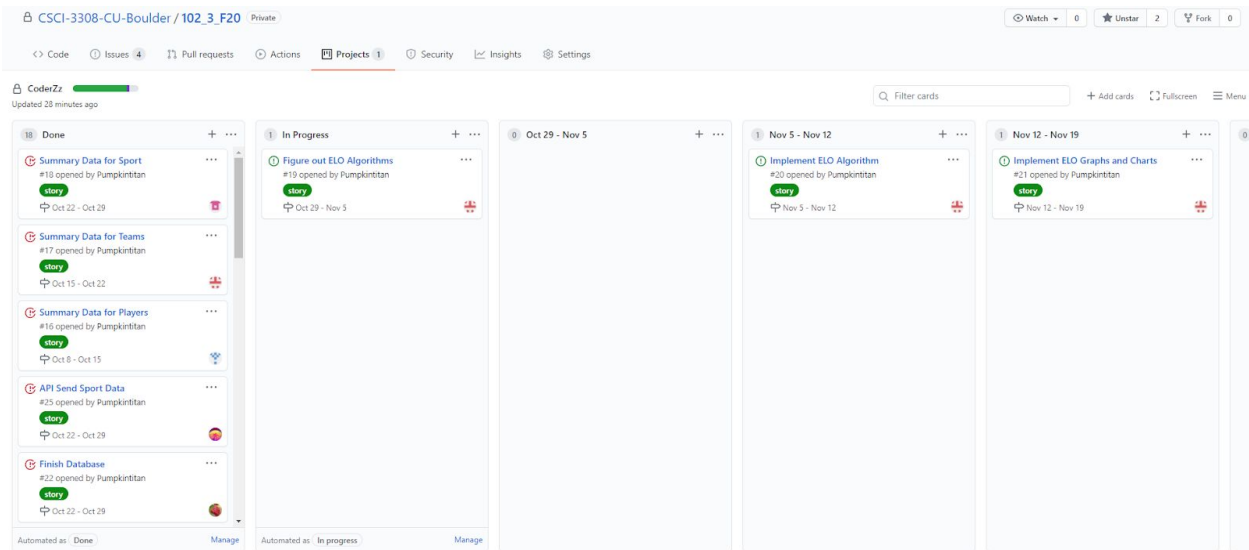 CSCI-3308-CU-Boulder / 102_3_F20 Private
Watch 0 Unstar 2 Fork 0
<> Code Issues 4 Pull requests Actions Projects 1 Security Insights Settings
CoderZz
Updated 28 minutes ago
Filter cards
+ Add cards Fullscreen Menu
18 Done
Summary Data for Sport
#18 opened by Pumpkintitan
story
Oct 22 - Oct 29
Summary Data for Teams
#17 opened by Pumpkintitan
story
Oct 15 - Oct 22
Summary Data for Players
#16 opened by Pumpkintitan
story
Oct 8 - Oct 15
API Send Sport Data
#25 opened by Pumpkintitan
story
Oct 22 - Oct 29
Finish Database
#22 opened by Pumpkintitan
story
Oct 22 - Oct 29
Automated as Done Manage
1 In Progress
Figure out ELO Algorithms
#19 opened by Pumpkintitan
story
Oct 29 - Nov 5
Automated as In progress Manage
0 Oct 29 - Nov 5
1 Nov 5 - Nov 12
Implement ELO Algorithm
#20 opened by Pumpkintitan
story
Nov 5 - Nov 12
1 Nov 12 - Nov 19
Implement ELO Graphs and Charts
#21 opened by Pumpkintitan
story
Nov 12 - Nov 19
0